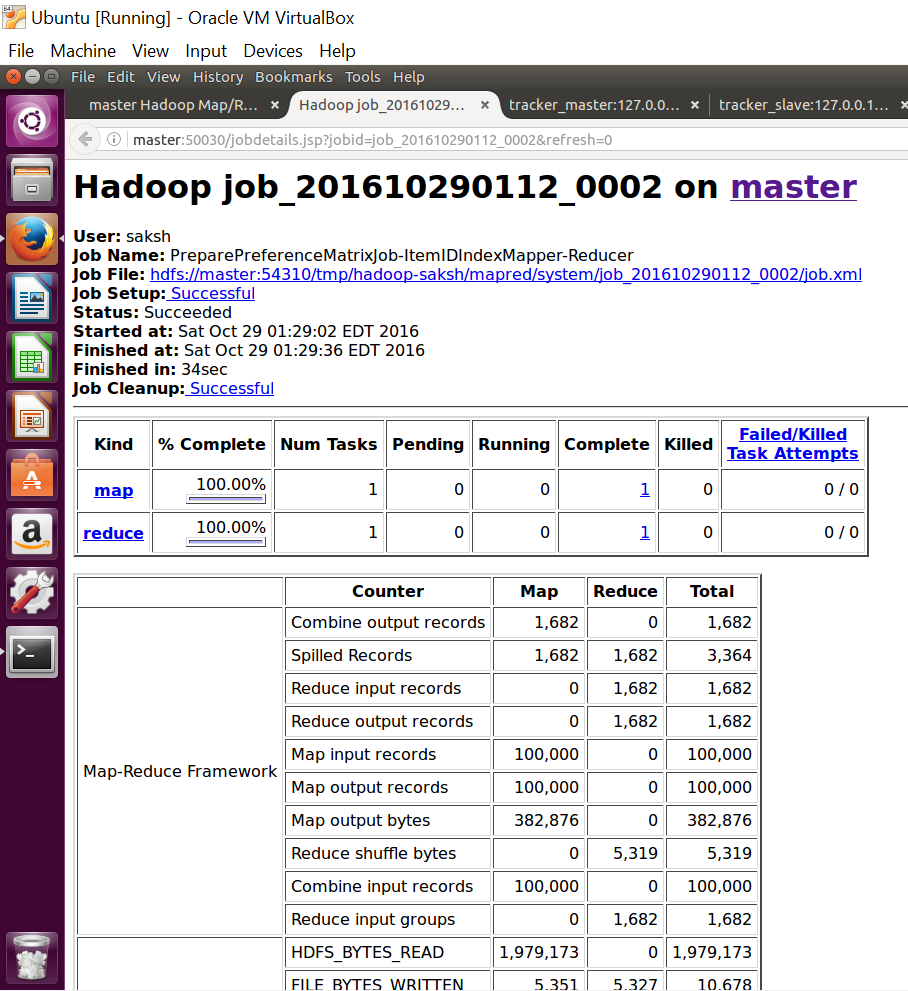 Ubuntu [Running] - Oracle VM VirtualBox
File Machine View Input Devices Help
File Edit View History Bookmarks Tools Help
master Hadoop Map/R... × Hadoop job_20161029... × tracker_master:127.0.0... × tracker_slave:127.0.0.1... ×
master:50030/jobdetails.jsp?jobid=job_201610290112_0002&refresh=0
Hadoop job_201610290112_0002 on master
User: saksh
Job Name: PreparePreferenceMatrixJob-ItemIDIndexMapper-Reducer
Job File: hdfs://master:54310/tmp/hadoop-saksh/mapred/system/job_201610290112_0002/job.xml
Job Setup: Successful
Status: Succeeded
Started at: Sat Oct 29 01:29:02 EDT 2016
Finished at: Sat Oct 29 01:29:36 EDT 2016
Finished in: 34sec
Job Cleanup: Successful
Kind % Complete Num Tasks Pending Running Complete Killed Failed/Killed Task Attempts
map 100.00% 1 0 0 1 0 0 / 0
reduce 100.00% 1 0 0 1 0 0 / 0
Counter Map Reduce Total
Map-Reduce Framework
Combine output records 1,682 0 1,682
Spilled Records 1,682 1,682 3,364
Reduce input records 0 1,682 1,682
Reduce output records 0 1,682 1,682
Map input records 100,000 0 100,000
Map output records 100,000 0 100,000
Map output bytes 382,876 0 382,876
Reduce shuffle bytes 0 5,319 5,319
Combine input records 100,000 0 100,000
Reduce input groups 0 1,682 1,682
HDFS_BYTES_READ 1,979,173 0 1,979,173
FILE_BYTES_WRITTEN 5,351 5,327 10,678